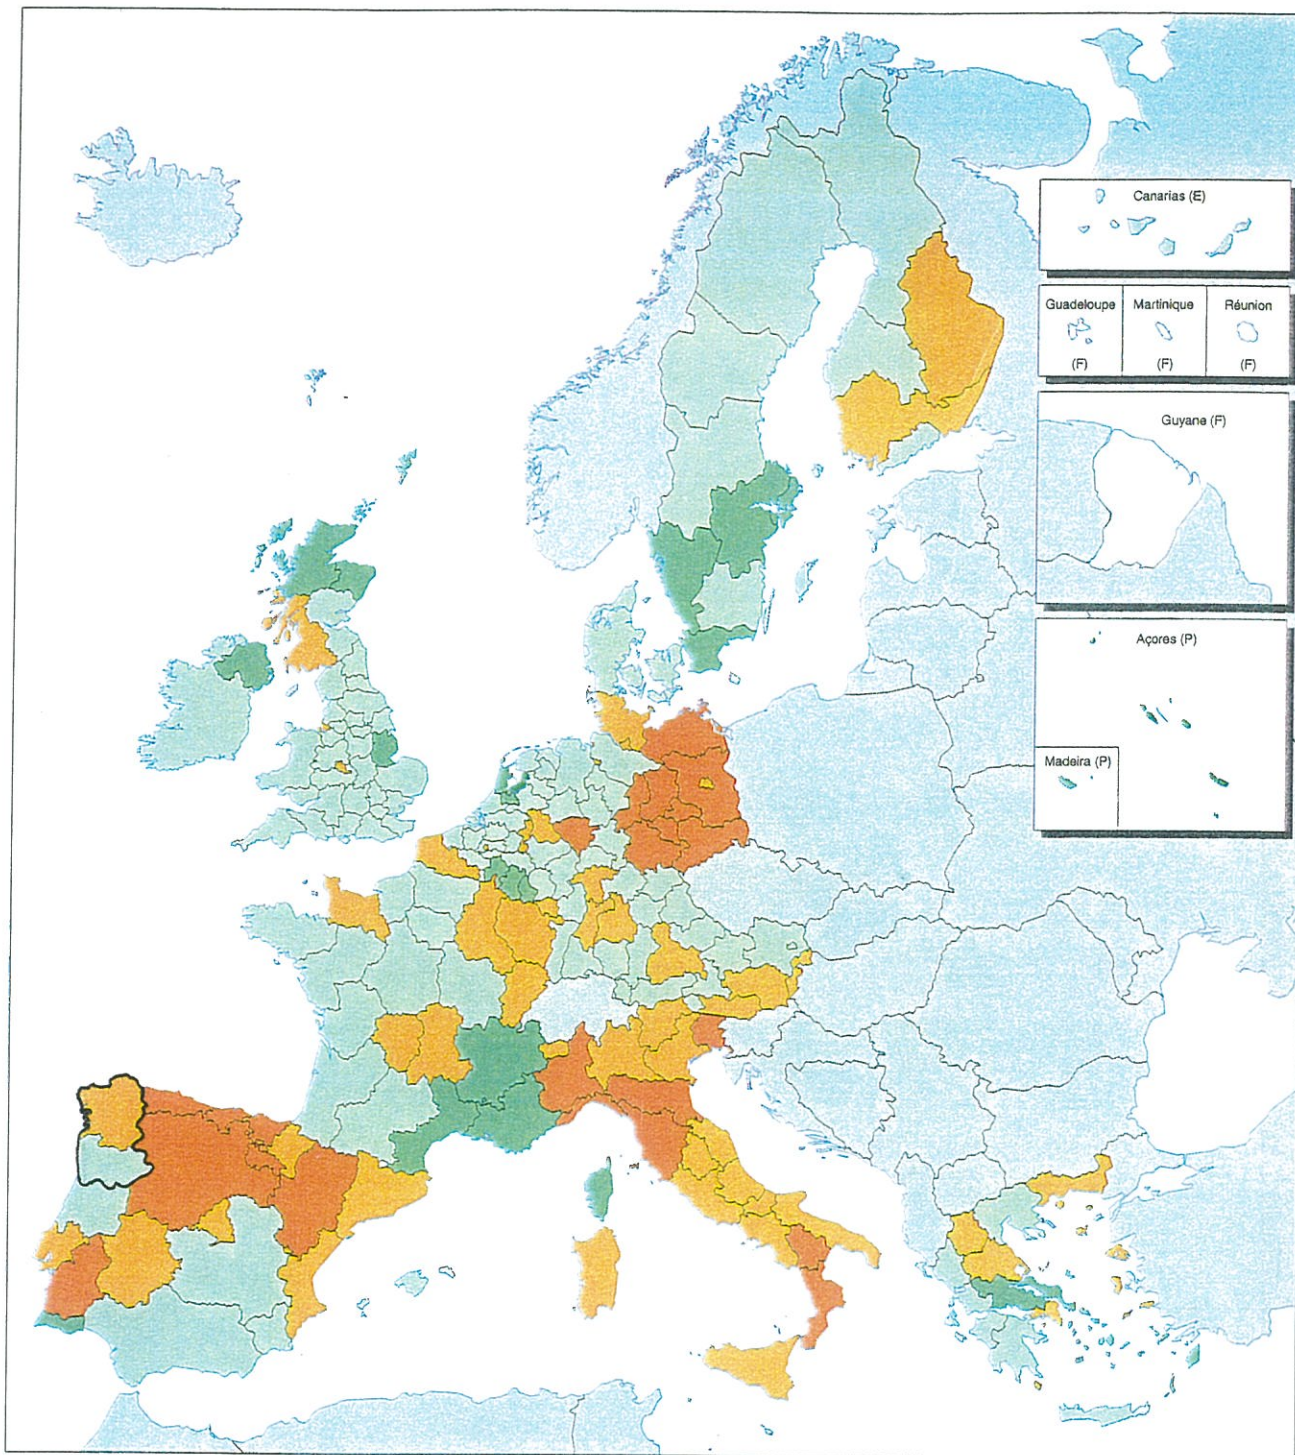 Canarias (E)
Guadeloupe
(F)
Martinique
(F)
Réunion
(F)
Guyane (F)
Açores (P)
Madeira (P)